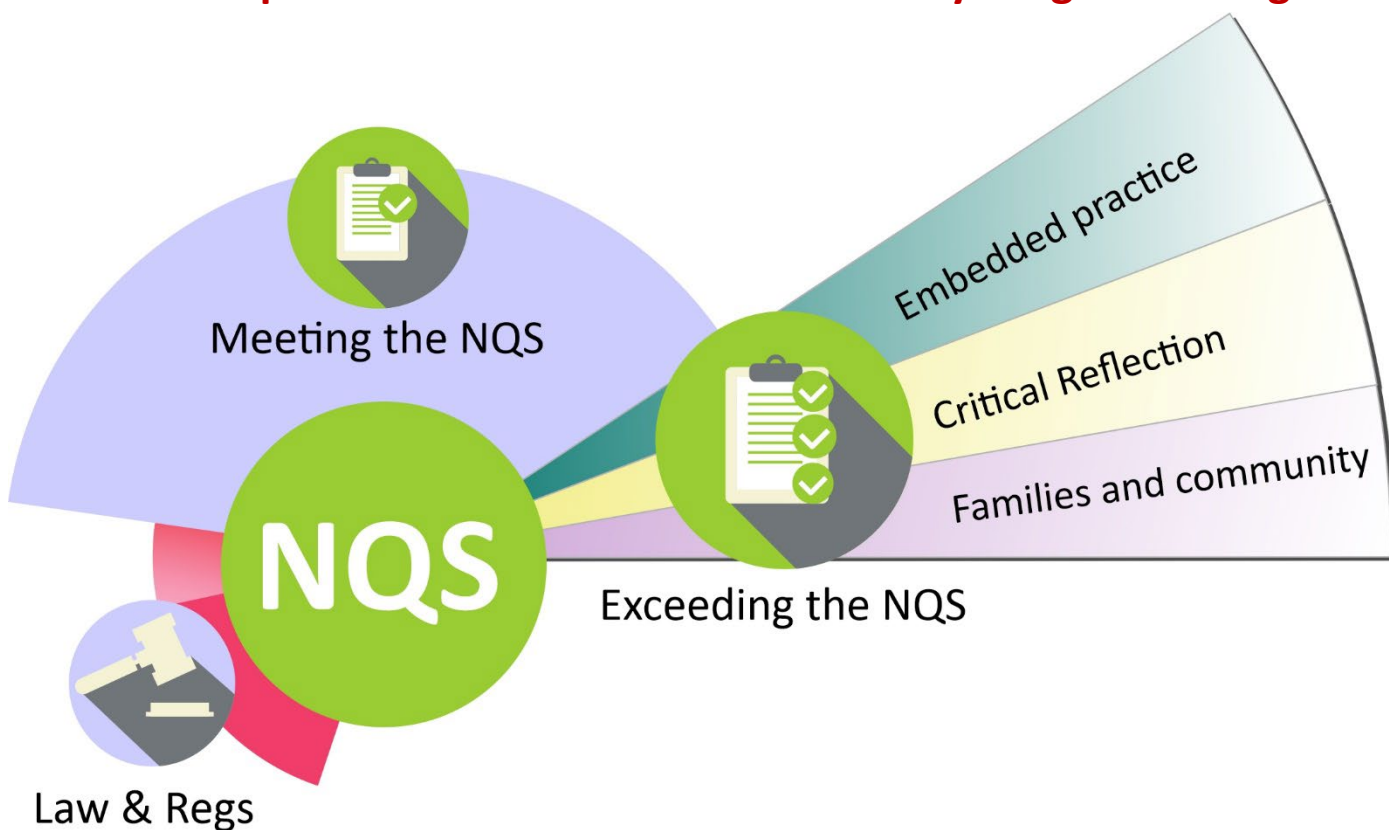 Meeting the NQS
Embedded practice
Critical Reflection
Families and community
NQS
Exceeding the NQS
Law & Regs